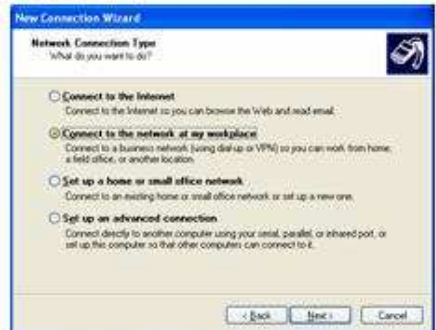 New Connection Wizard
Network Connection Type
What do you want to do?
Connect to the Internet
Connect to the Internet so you can browse the Web and read email.
Connect to the network at my workplace
Connect to a business network (using dial-up or VPN) so you can work from home,
a field office, or another location.
Set up a home or small office network
Connect to an existing home or small office network or set up a new one.
Set up an advanced connection
Connect directly to another computer using your serial, parallel, or infrared port, or
set up this computer so that other computers can connect to it.
< Back
Next >
Cancel